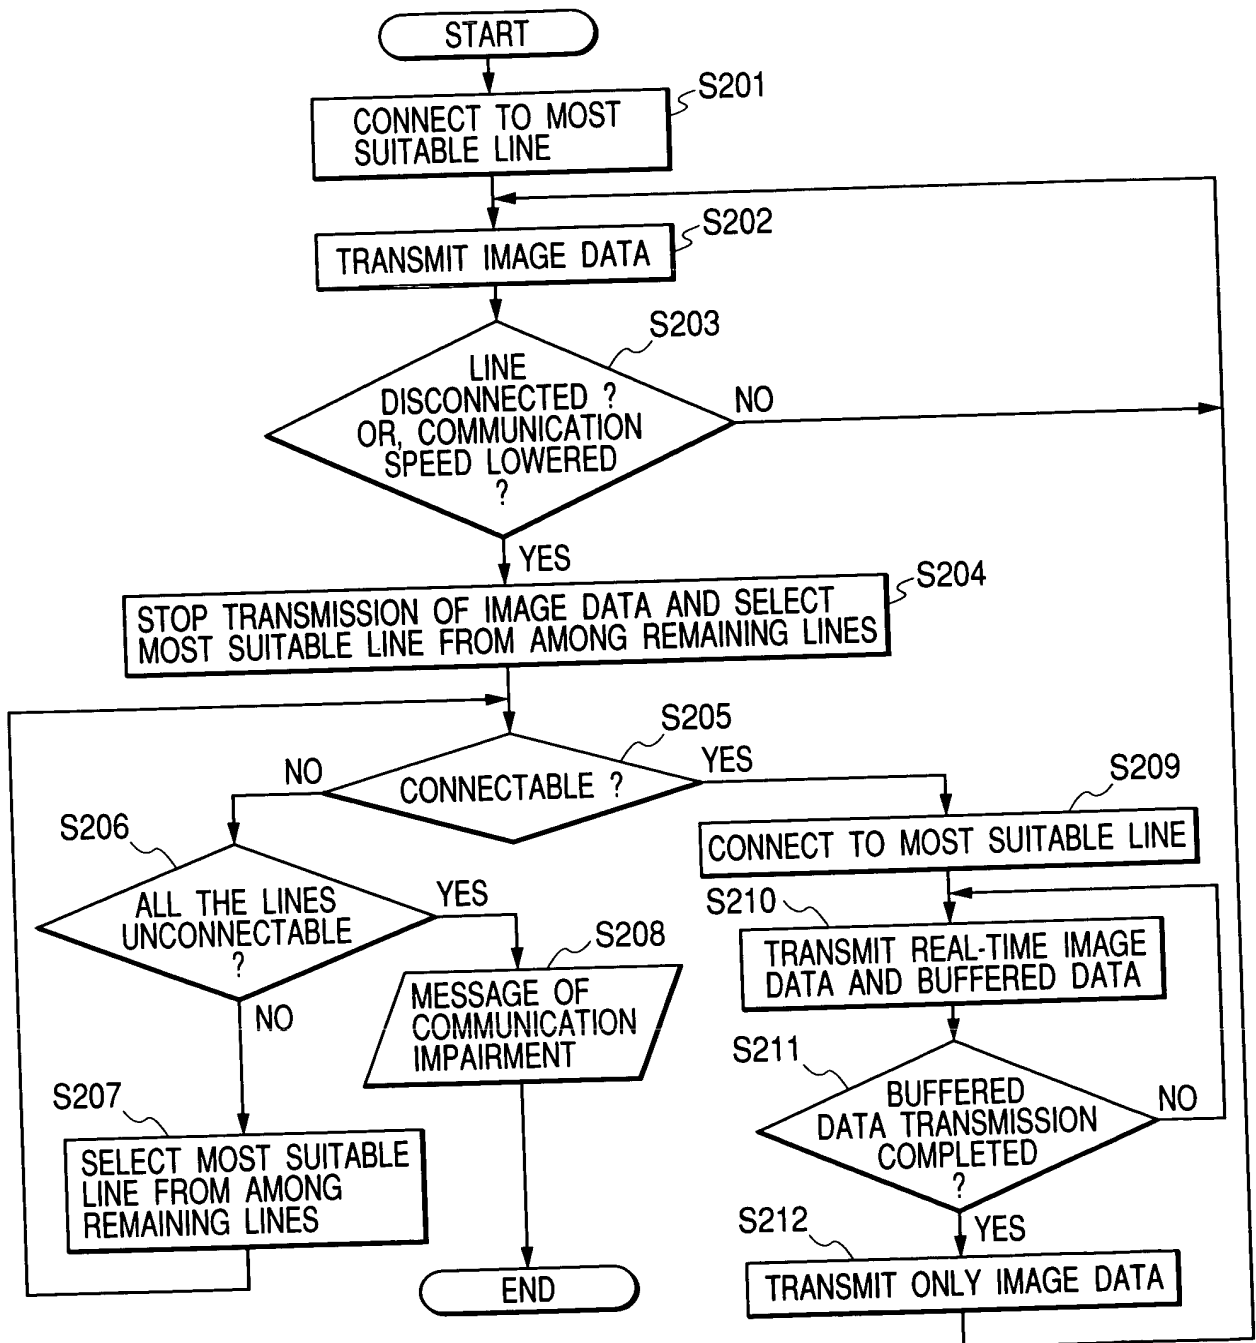 START
S201
CONNECT TO MOST
SUITABLE LINE
S202
TRANSMIT IMAGE DATA
S203
LINE
DISCONNECTED ?
OR, COMMUNICATION
SPEED LOWERED
?
NO
YES
S204
STOP TRANSMISSION OF IMAGE DATA AND SELECT
MOST SUITABLE LINE FROM AMONG REMAINING LINES
S205
CONNECTABLE ?
NO
YES
S206
ALL THE LINES
UNCONNECTABLE
?
YES
NO
S207
SELECT MOST SUITABLE
LINE FROM AMONG
REMAINING LINES
S208
MESSAGE OF
COMMUNICATION
IMPAIRMENT
END
S209
CONNECT TO MOST SUITABLE LINE
S210
TRANSMIT REAL-TIME IMAGE
DATA AND BUFFERED DATA
S211
BUFFERED
DATA TRANSMISSION
COMPLETED
?
NO
YES
S212
TRANSMIT ONLY IMAGE DATA